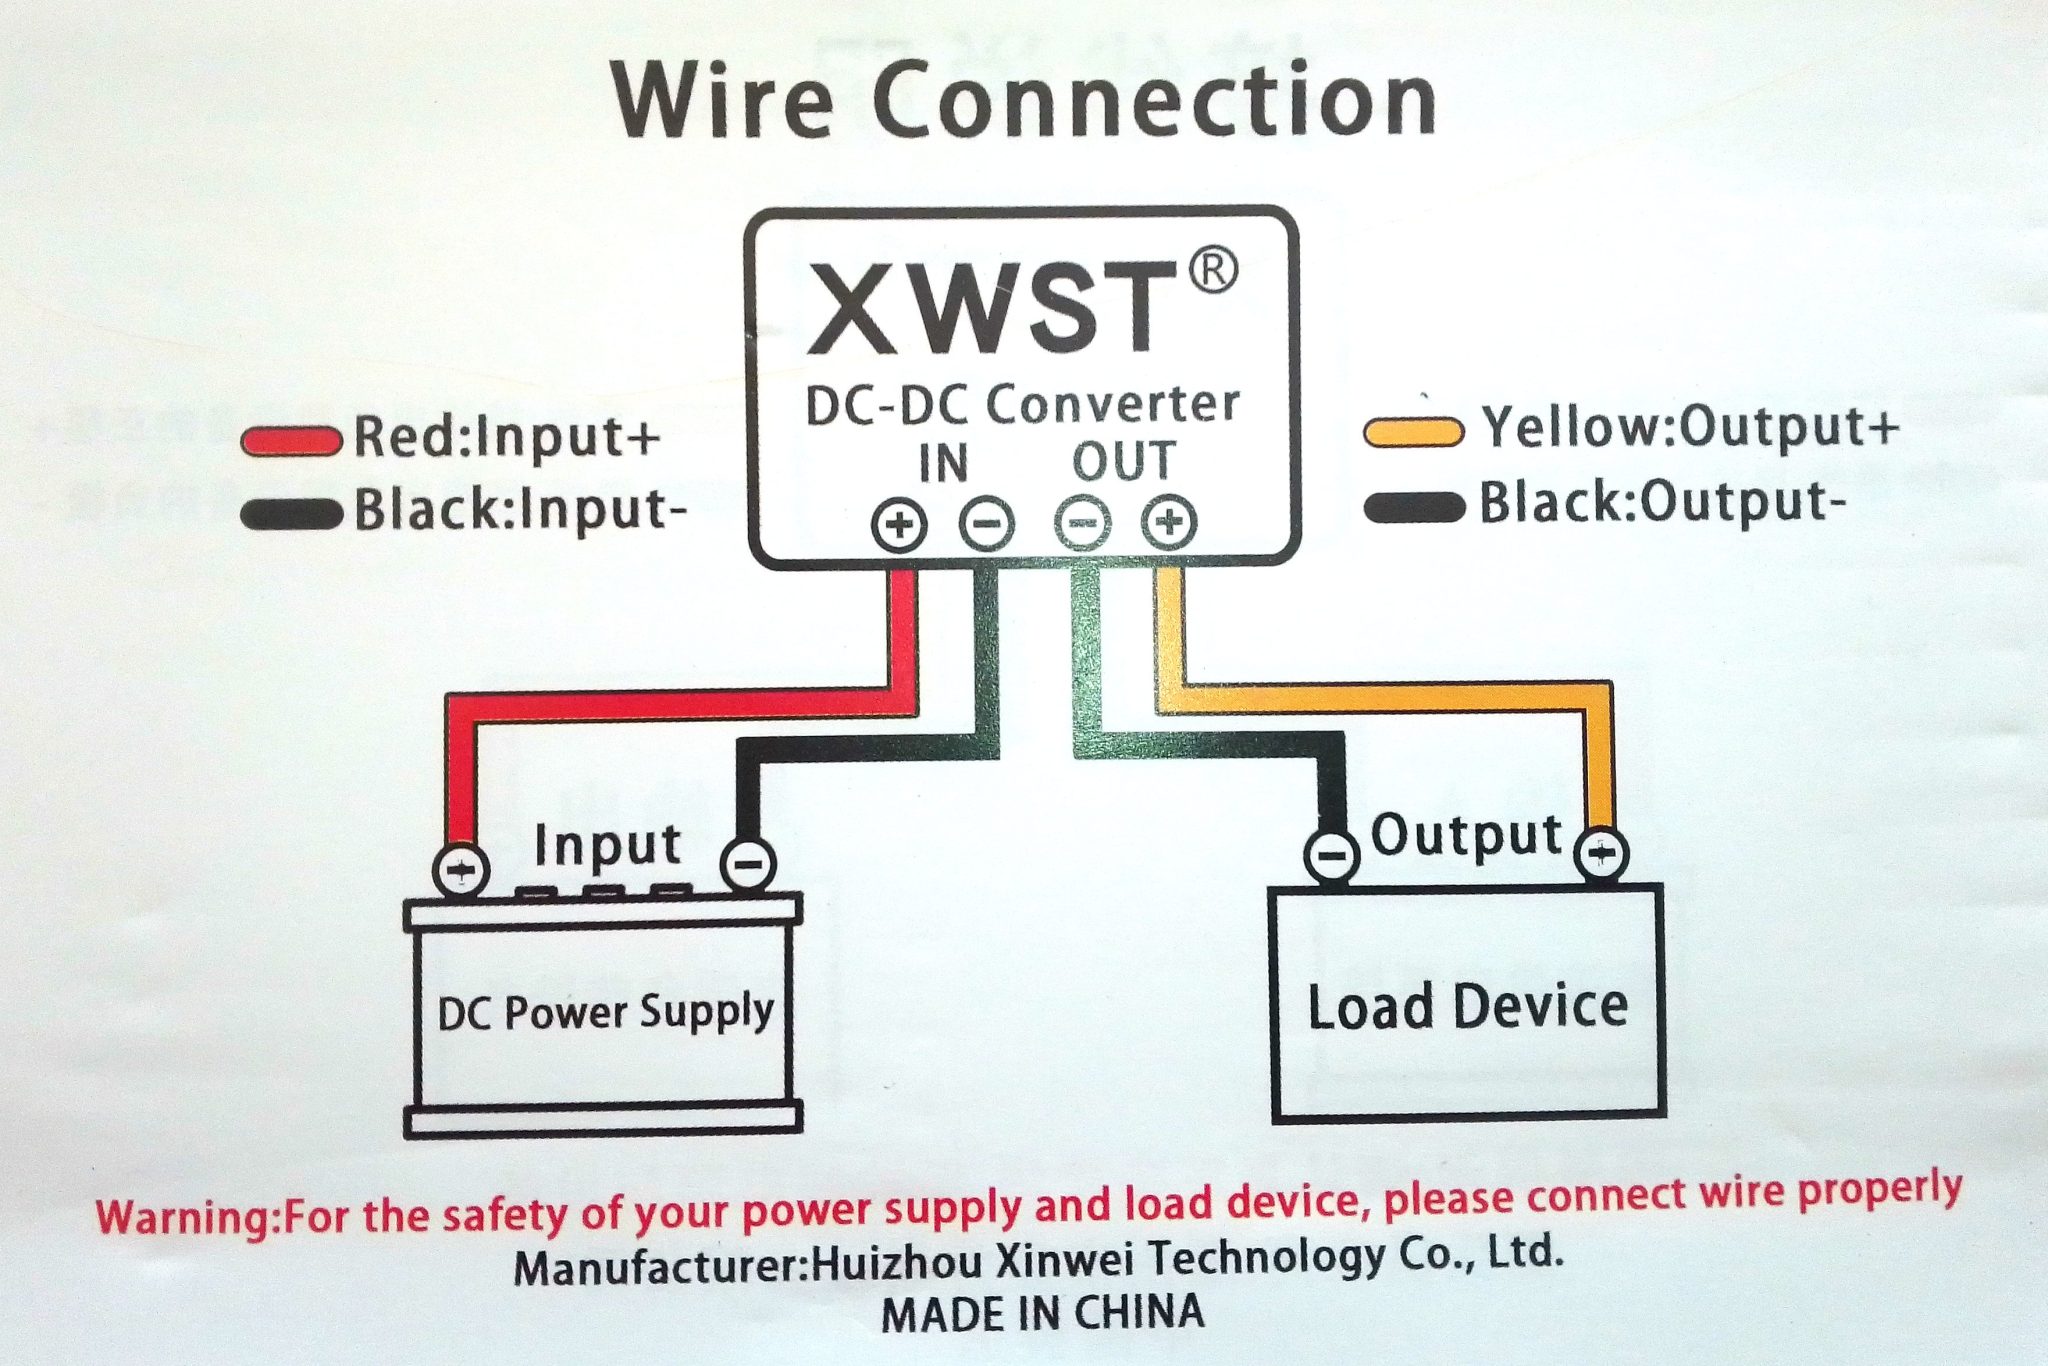 Wire Connection
XWST®
DC-DC Converter
IN OUT
+ − − +
Red:Input+
Black:Input-
Yellow:Output+
Black:Output-
+ Input −
− Output +
DC Power Supply
Load Device
Warning:For the safety of your power supply and load device, please connect wire properly
Manufacturer:Huizhou Xinwei Technology Co., Ltd.
MADE IN CHINA